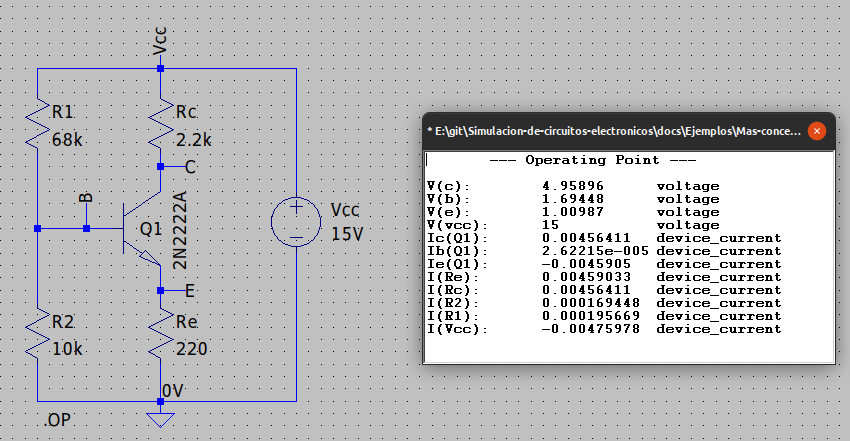 Vcc
R1
68k
Rc
2.2k
C
B
Q1
2N2222A
Vcc
15V
+
−
E
R2
10k
Re
220
0V
.OP
* E:\git\Simulacion-de-circuitos-electronicos\docs\Ejemplos\Mas-conce...
--- Operating Point ---
V(c): 4.95896 voltage
V(b): 1.69448 voltage
V(e): 1.00987 voltage
V(vcc): 15 voltage
Ic(Q1): 0.00456411 device_current
Ib(Q1): 2.62215e-005 device_current
Ie(Q1): -0.0045905 device_current
I(Re): 0.00459033 device_current
I(Rc): 0.00456411 device_current
I(R2): 0.000169448 device_current
I(R1): 0.000195669 device_current
I(Vcc): -0.00475978 device_current